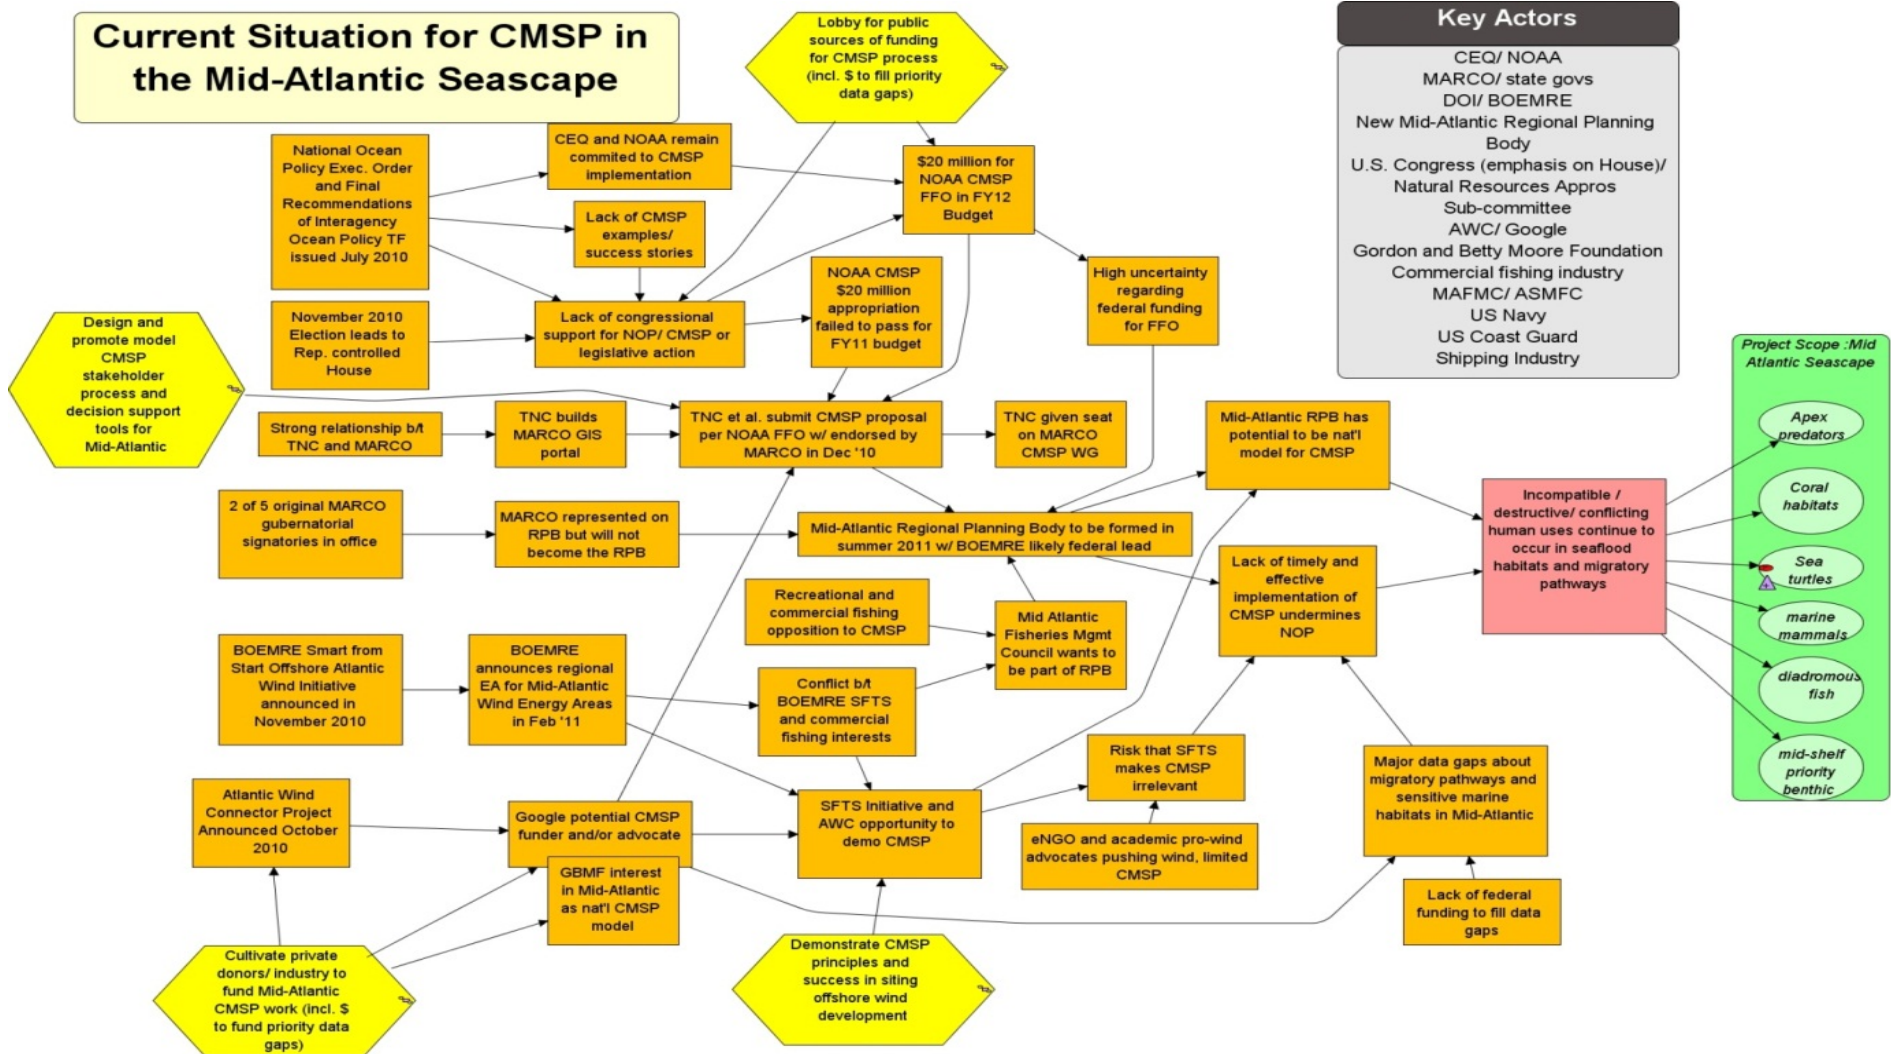 Current Situation for CMSP in
the Mid-Atlantic Seascape
Lobby for public
sources of funding
for CMSP process
(incl. $ to fill priority
data gaps)
Key Actors
CEQ/ NOAA
MARCO/ state govs
DOI/ BOEMRE
New Mid-Atlantic Regional Planning
Body
U.S. Congress (emphasis on House)/
Natural Resources Appros
Sub-committee
AWC/ Google
Gordon and Betty Moore Foundation
Commercial fishing industry
MAFMC/ ASMFC
US Navy
US Coast Guard
Shipping Industry
National Ocean
Policy Exec. Order
and Final
Recommendations
of Interagency
Ocean Policy TF
issued July 2010
CEQ and NOAA remain
commited to CMSP
implementation
$20 million for
NOAA CMSP
FFO in FY12
Budget
Lack of CMSP
examples/
success stories
NOAA CMSP
$20 million
appropriation
failed to pass for
FY11 budget
High uncertainty
regarding
federal funding
for FFO
November 2010
Election leads to
Rep. controlled
House
Lack of congressional
support for NOP/ CMSP or
legislative action
Design and
promote model
CMSP
stakeholder
process and
decision support
tools for
Mid-Atlantic
Strong relationship b/t
TNC and MARCO
TNC builds
MARCO GIS
portal
TNC et al. submit CMSP proposal
per NOAA FFO w/ endorsed by
MARCO in Dec '10
TNC given seat
on MARCO
CMSP WG
Mid-Atlantic RPB has
potential to be nat'l
model for CMSP
Project Scope :Mid
Atlantic Seascape
Apex
predators
Coral
habitats
Sea
turtles
marine
mammals
diadromous
fish
mid-shelf
priority
benthic
Incompatible /
destructive/ conflicting
human uses continue to
occur in seaflood
habitats and migratory
pathways
2 of 5 original MARCO
gubernatorial
signatories in office
MARCO represented on
RPB but will not
become the RPB
Mid-Atlantic Regional Planning Body to be formed in
summer 2011 w/ BOEMRE likely federal lead
Lack of timely and
effective
implementation of
CMSP undermines
NOP
Recreational and
commercial fishing
opposition to CMSP
Mid Atlantic
Fisheries Mgmt
Council wants to
be part of RPB
BOEMRE Smart from
Start Offshore Atlantic
Wind Initiative
announced in
November 2010
BOEMRE
announces regional
EA for Mid-Atlantic
Wind Energy Areas
in Feb '11
Conflict b/t
BOEMRE SFTS
and commercial
fishing interests
Risk that SFTS
makes CMSP
irrelevant
Major data gaps about
migratory pathways and
sensitive marine
habitats in Mid-Atlantic
Atlantic Wind
Connector Project
Announced October
2010
Google potential CMSP
funder and/or advocate
SFTS Initiative and
AWC opportunity to
demo CMSP
eNGO and academic pro-wind
advocates pushing wind, limited
CMSP
GBMF interest
in Mid-Atlantic
as nat'l CMSP
model
Lack of federal
funding to fill data
gaps
Cultivate private
donors/ industry to
fund Mid-Atlantic
CMSP work (incl. $
to fund priority data
gaps)
Demonstrate CMSP
principles and
success in siting
offshore wind
development